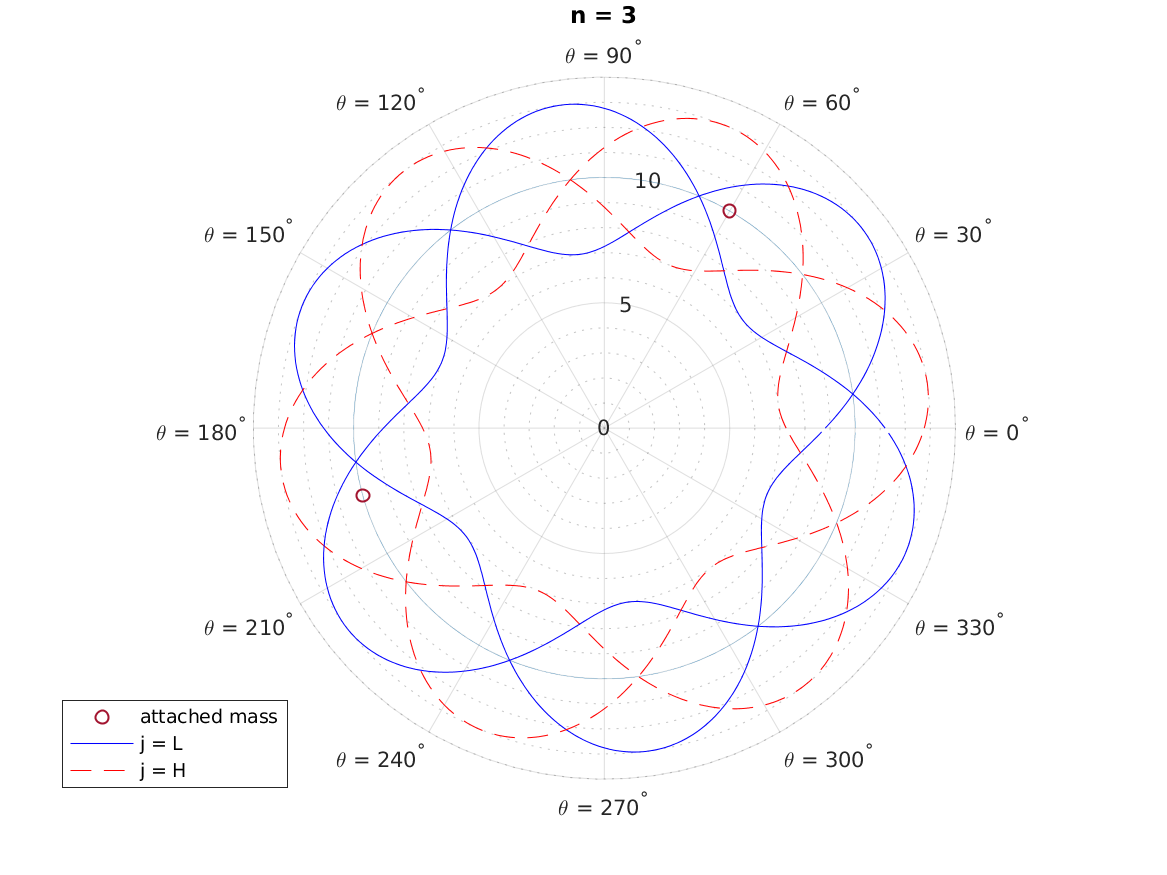 n = 3
θ = 90°
θ = 120°
θ = 60°
10
θ = 150°
θ = 30°
5
θ = 180°
0
θ = 0°
θ = 210°
θ = 330°
attached mass
j = L
j = H
θ = 240°
θ = 300°
θ = 270°